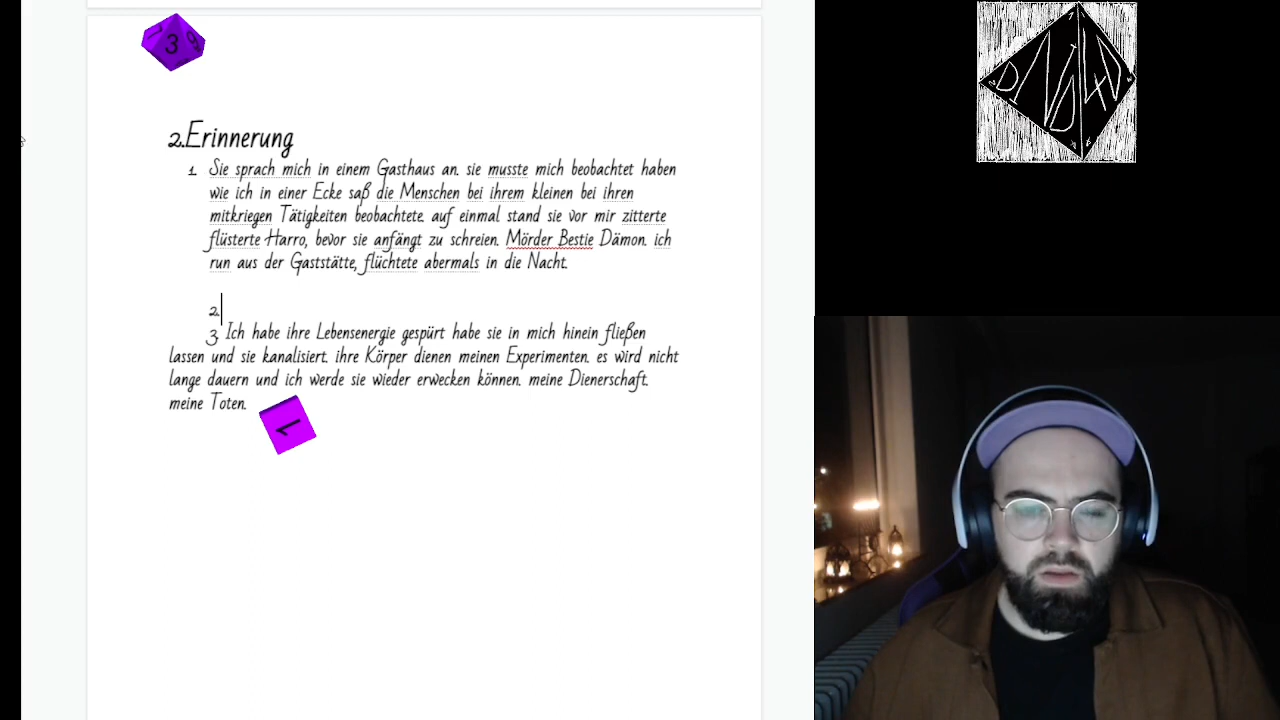 3
9
2.Erinnerung
1. Sie sprach mich in einem Gasthaus an. sie musste mich beobachtet haben
wie ich in einer Ecke saß die Menschen bei ihrem kleinen bei ihren
mitkriegen Tätigkeiten beobachtete. auf einmal stand sie vor mir zitterte
flüsterte Harro, bevor sie anfängt zu schreien. Mörder Bestie Dämon. ich
run aus der Gaststätte, flüchtete abermals in die Nacht.
2.
3. Ich habe ihre Lebensenergie gespürt habe sie in mich hinein fließen
lassen und sie kanalisiert. ihre Körper dienen meinen Experimenten. es wird nicht
lange dauern und ich werde sie wieder erwecken können. meine Dienerschaft.
meine Toten.
1